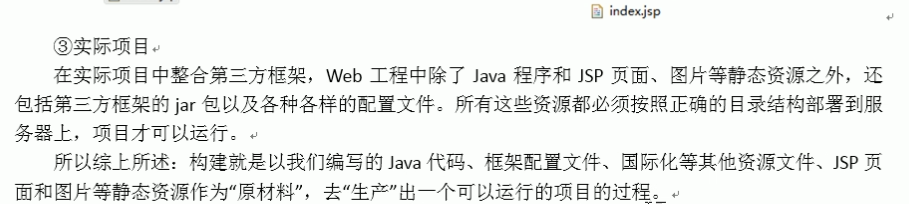 index.jsp
③实际项目
在实际项目中整合第三方框架，Web 工程中除了 Java 程序和 JSP 页面、图片等静态资源之外，还
包括第三方框架的 jar 包以及各种各样的配置文件。所有这些资源都必须按照正确的目录结构部署到服
务器上，项目才可以运行。
所以综上所述：构建就是以我们编写的 Java 代码、框架配置文件、国际化等其他资源文件、JSP 页
面和图片等静态资源作为“原材料”，去“生产”出一个可以运行的项目的过程。